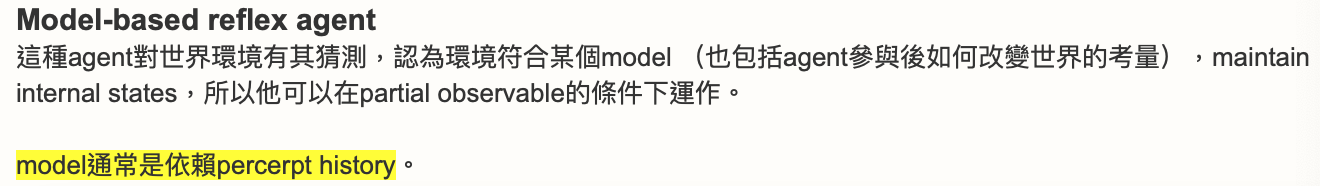 Model-based reflex agent
這種agent對世界環境有其猜測，認為環境符合某個model （也包括agent參與後如何改變世界的考量），maintain
internal states，所以他可以在partial observable的條件下運作。
model通常是依賴percerpt history。